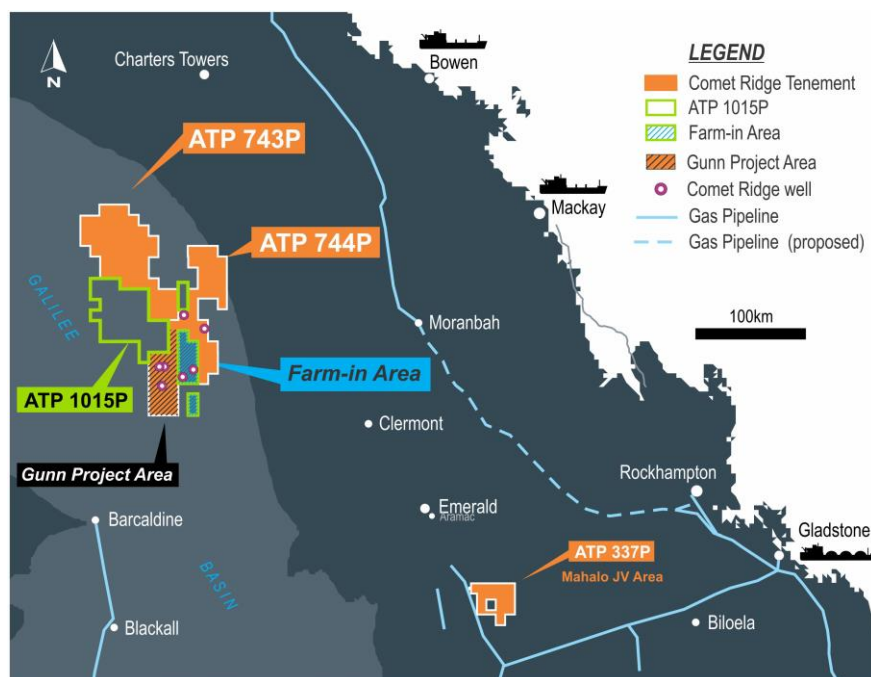 Bowen
Charters Towers
LEGEND
Comet Ridge Tenement
ATP 1015P
Farm-in Area
Gunn Project Area
Comet Ridge well
Gas Pipeline
Gas Pipeline (proposed)
N
ATP 743P
Mackay
ATP 744P
100km
GALILEE
Moranbah
Farm-in Area
ATP 1015P
Clermont
Gunn Project Area
Rockhampton
Emerald
Aramac
Barcaldine
Gladstone
ATP 337P
Mahalo JV Area
BASIN
Blackall
Biloela